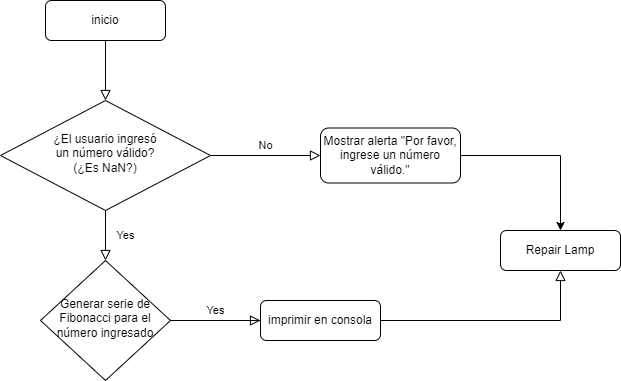 inicio
¿El usuario ingresó
un número válido?
(¿Es NaN?)
No
Mostrar alerta "Por favor,
ingrese un número
válido."
Repair Lamp
Yes
Generar serie de
Fibonacci para el
número ingresado
Yes
imprimir en consola